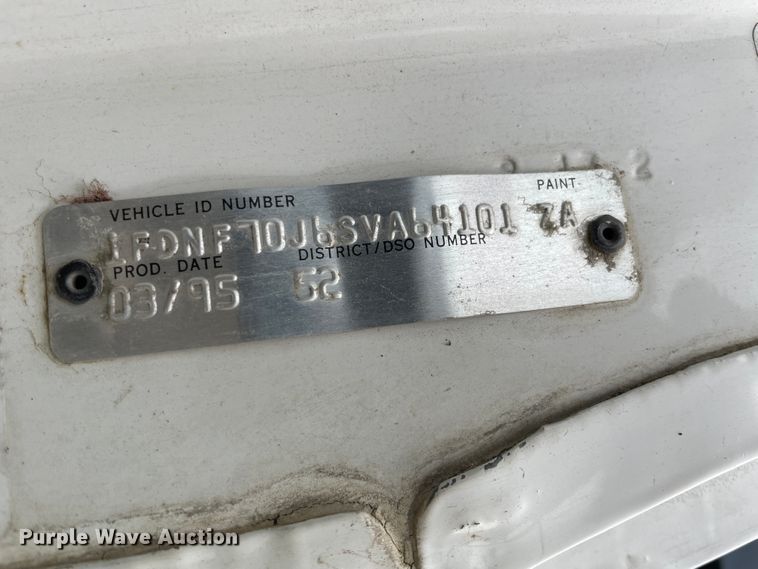 VEHICLE ID NUMBER PAINT
1FDNF70J6SVA64101 ZA
PROD. DATE DISTRICT/DSO NUMBER
03/95 52
Purple Wave Auction